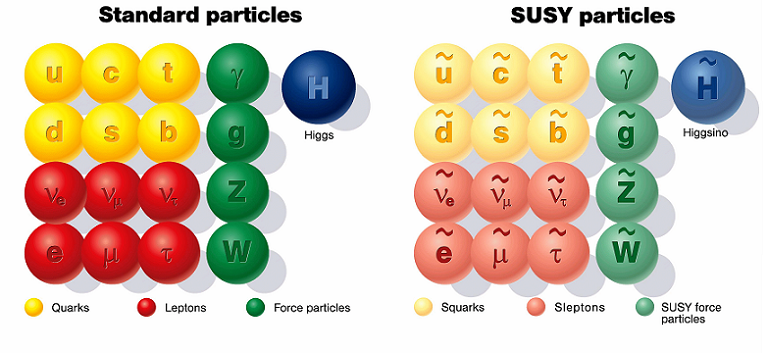 Standard particles
SUSY particles
u c t γ
H
ũ c̃ t̃ γ̃
H̃
Higgs
Higgsino
d s b g
d̃ s̃ b̃ g̃
νe νμ ντ Z
ν̃e ν̃μ ν̃τ Z̃
e μ τ W
ẽ μ̃ τ̃ W̃
Quarks
Leptons
Force particles
Squarks
Sleptons
SUSY force
particles